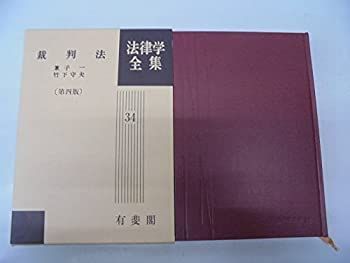 裁判法
兼子一
竹下守夫
〔第四版〕
法律学
全集
34
有斐閣